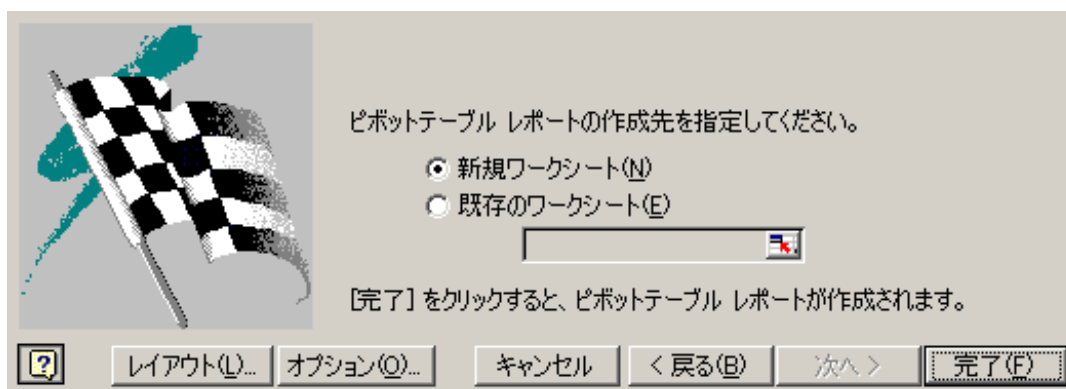 ピボットテーブル レポートの作成先を指定してください。
新規ワークシート(N)
既存のワークシート(E)
[完了] をクリックすると、ピボットテーブル レポートが作成されます。
? レイアウト(L)... オプション(O)... キャンセル < 戻る(B) 次へ > 完了(F)